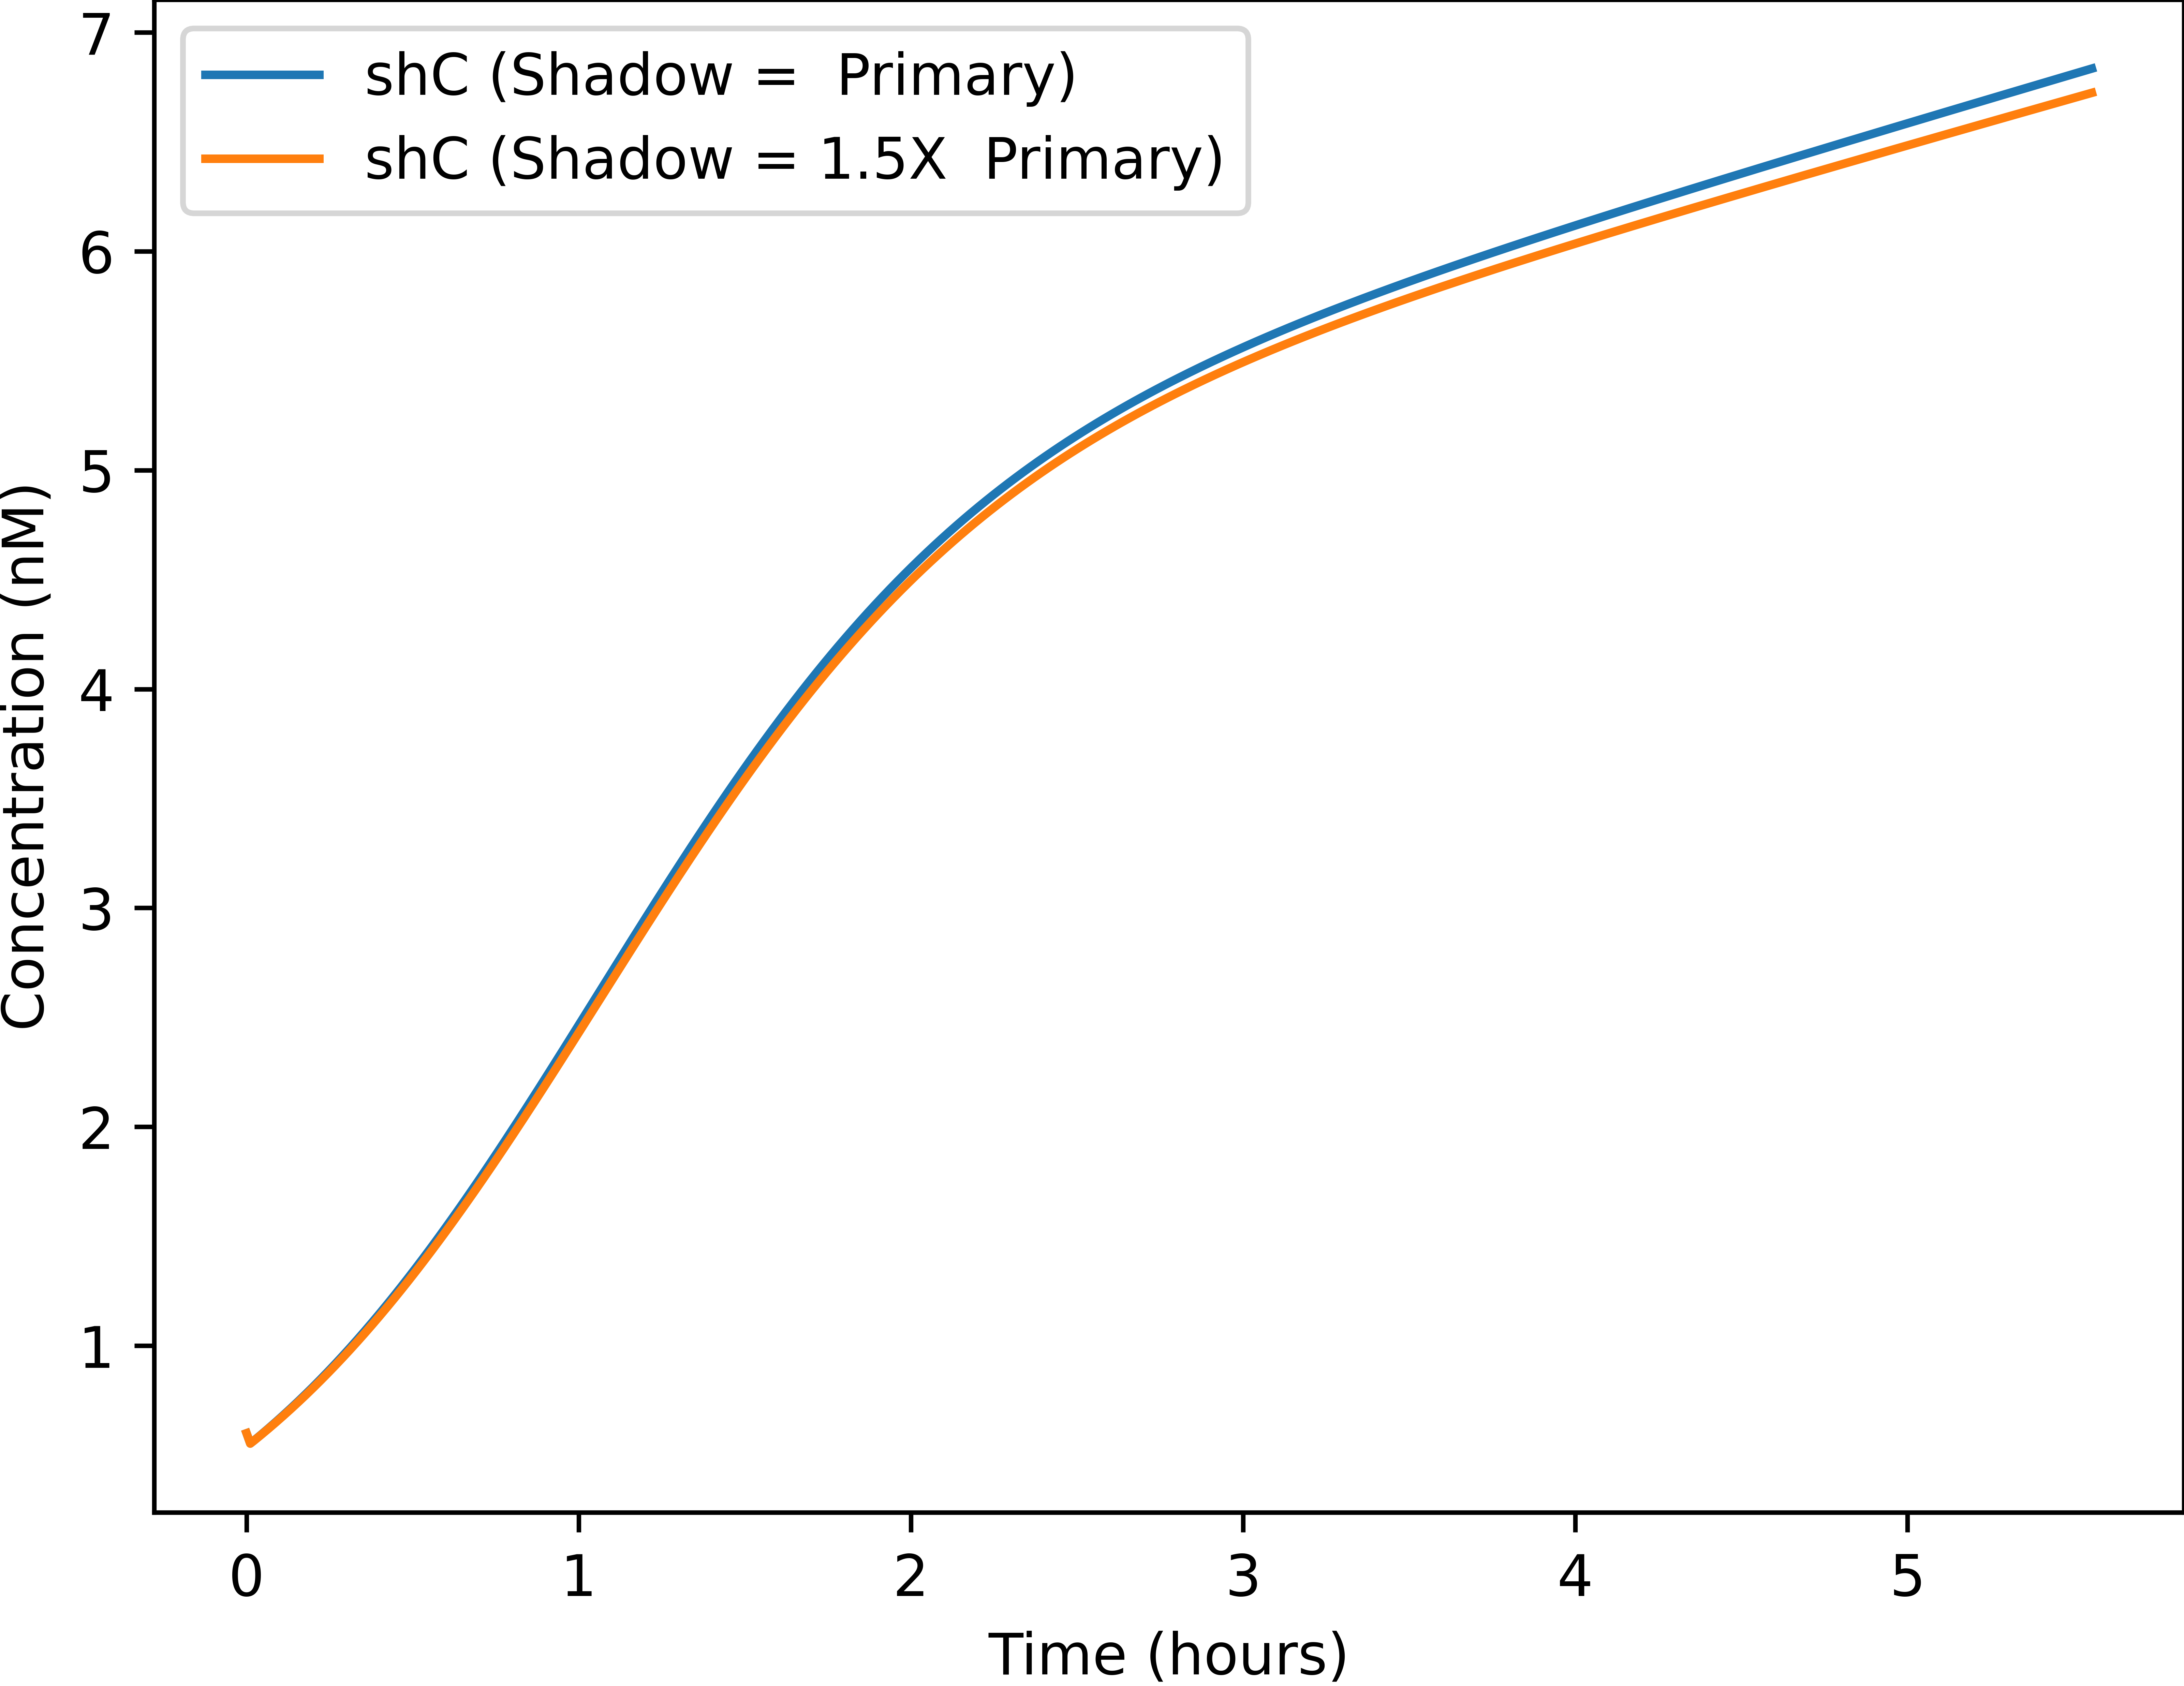 shC (Shadow =  Primary)
shC (Shadow = 1.5X  Primary)
Concentration (nM)
7
6
5
4
3
2
1
0 1 2 3 4 5
Time (hours)